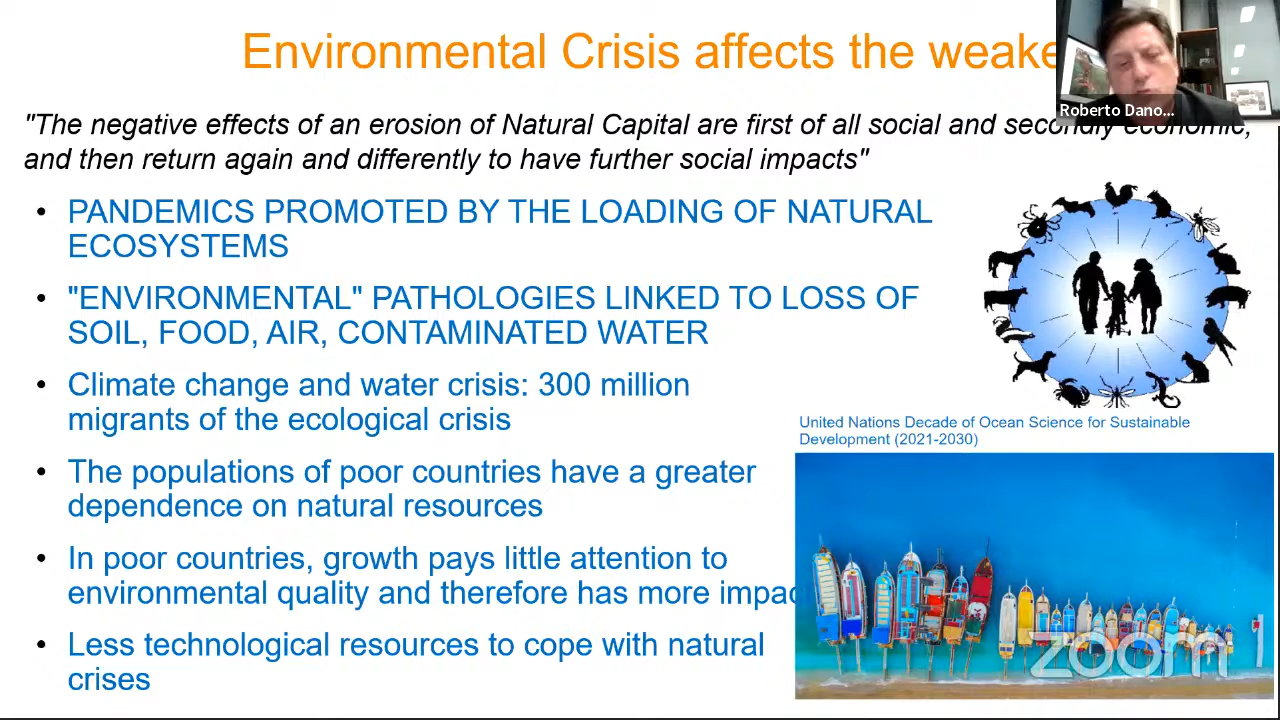 Environmental Crisis affects the weake
Roberto Dano...
"The negative effects of an erosion of Natural Capital are first of all social and secondly economic,
and then return again and differently to have further social impacts"
• PANDEMICS PROMOTED BY THE LOADING OF NATURAL
ECOSYSTEMS
• "ENVIRONMENTAL" PATHOLOGIES LINKED TO LOSS OF
SOIL, FOOD, AIR, CONTAMINATED WATER
• Climate change and water crisis: 300 million
migrants of the ecological crisis
United Nations Decade of Ocean Science for Sustainable
Development (2021-2030)
• The populations of poor countries have a greater
dependence on natural resources
• In poor countries, growth pays little attention to
environmental quality and therefore has more impac
• Less technological resources to cope with natural
crises
zoom